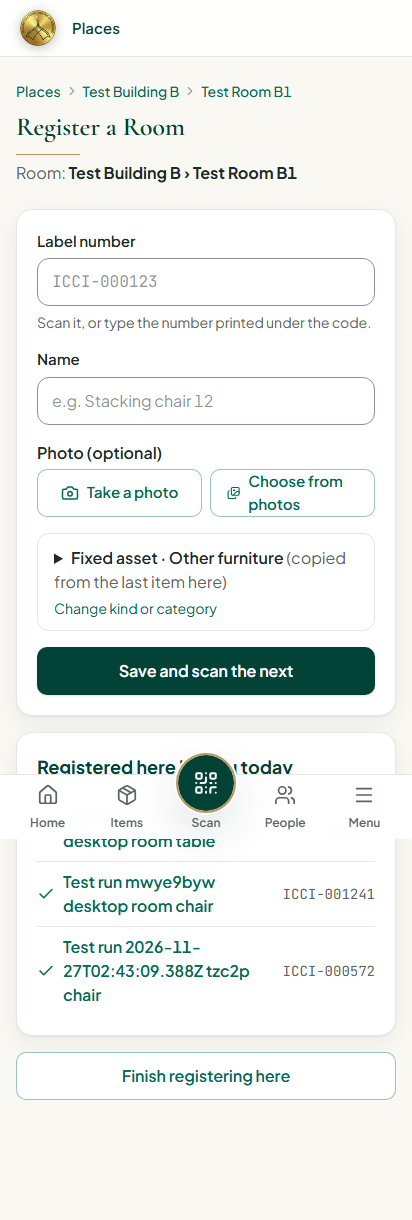 Places
Places > Test Building B > Test Room B1
Register a Room
Room: Test Building B › Test Room B1
Label number
ICCI-000123
Scan it, or type the number printed under the code.
Name
e.g. Stacking chair 12
Photo (optional)
Take a photo
Choose from
photos
Fixed asset · Other furniture (copied
from the last item here)
Change kind or category
Save and scan the next
Registered here today
Home
Items
Scan
People
Menu
desktop room table
Test run mwye9byw
desktop room chair
ICCI-001241
Test run 2026-11-
27T02:43:09.388Z tzc2p
chair
ICCI-000572
Finish registering here